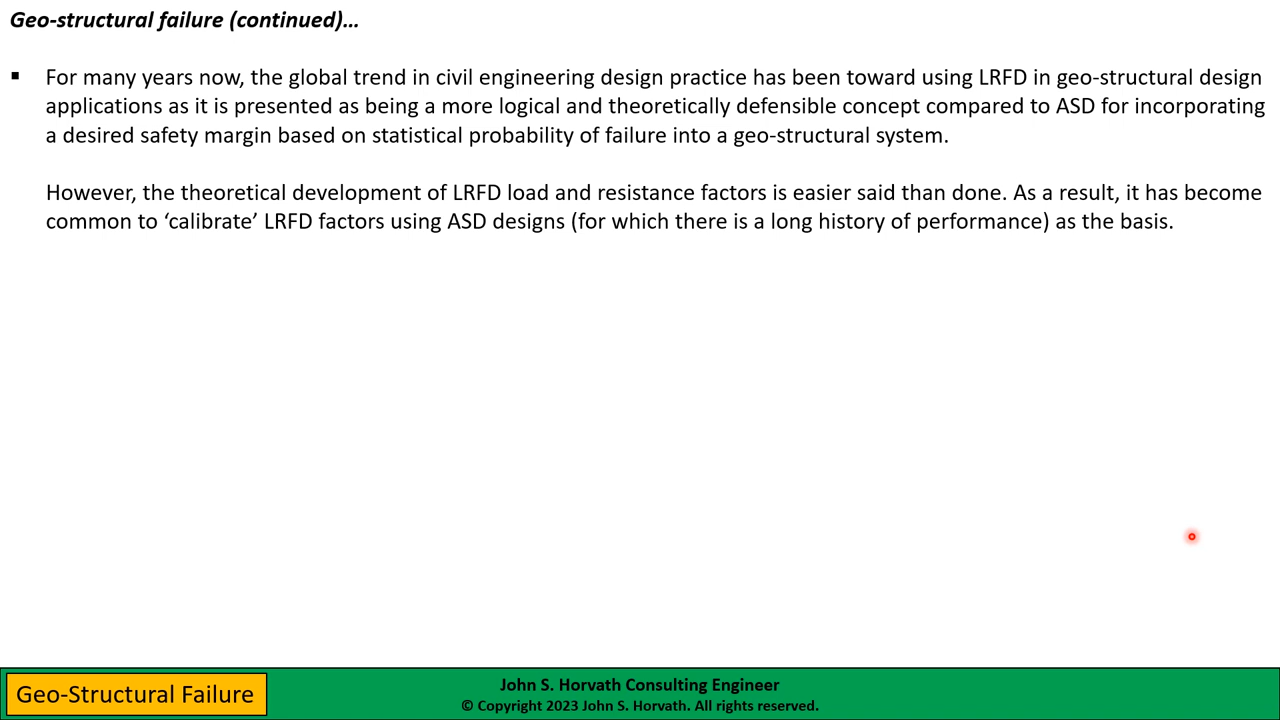 Geo-structural failure (continued)…
▪ For many years now, the global trend in civil engineering design practice has been toward using LRFD in geo-structural design
applications as it is presented as being a more logical and theoretically defensible concept compared to ASD for incorporating
a desired safety margin based on statistical probability of failure into a geo-structural system.
However, the theoretical development of LRFD load and resistance factors is easier said than done. As a result, it has become
common to ‘calibrate’ LRFD factors using ASD designs (for which there is a long history of performance) as the basis.
Geo-Structural Failure
John S. Horvath Consulting Engineer
© Copyright 2023 John S. Horvath. All rights reserved.